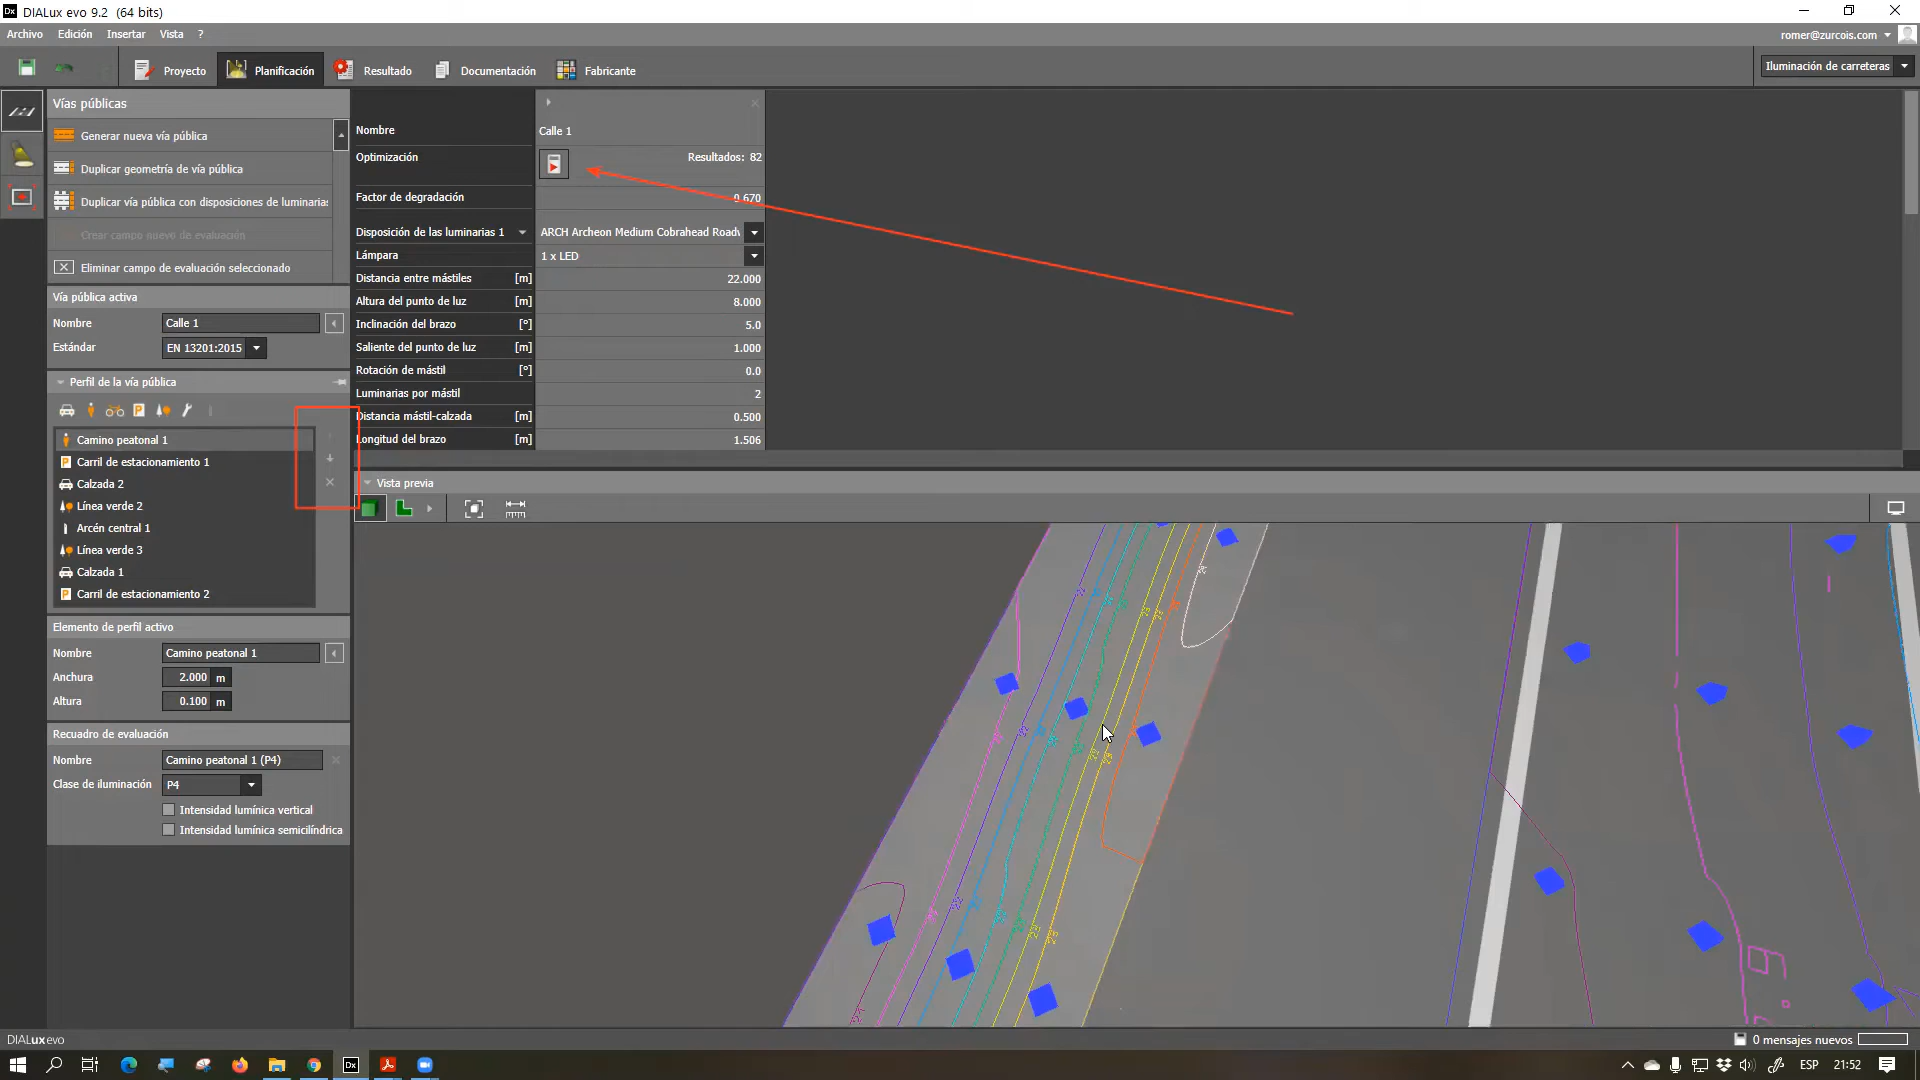 DIALux evo 9.2 (64 bits)
Archivo Edición Insertar Vista ?
romer@zurcois.com
Proyecto Planificación Resultado Documentación Fabricante
Iluminación de carreteras
Vías públicas
Generar nueva vía pública
Duplicar geometría de vía pública
Duplicar vía pública con disposiciones de luminarias
Crear campo nuevo de evaluación
Eliminar campo de evaluación seleccionado
Vía pública activa
Nombre Calle 1
Estándar EN 13201:2015
Perfil de la vía pública
Camino peatonal 1
Carril de estacionamiento 1
Calzada 2
Línea verde 2
Arcén central 1
Línea verde 3
Calzada 1
Carril de estacionamiento 2
Elemento de perfil activo
Nombre Camino peatonal 1
Anchura 2.000 m
Altura 0.100 m
Recuadro de evaluación
Nombre Camino peatonal 1 (P4)
Clase de iluminación P4
Intensidad lumínica vertical
Intensidad lumínica semicilíndrica
Nombre Calle 1
Optimización Resultados: 82
Factor de degradación 0.670
Disposición de las luminarias 1 ARCH Archeon Medium Cobrahead Roadw
Lámpara 1 x LED
Distancia entre mástiles [m] 22.000
Altura del punto de luz [m] 8.000
Inclinación del brazo [°] 5.0
Saliente del punto de luz [m] 1.000
Rotación de mástil [°] 0.0
Luminarias por mástil 2
Distancia mástil-calzada [m] 0.500
Longitud del brazo [m] 1.506
Vista previa
DIALux evo
0 mensajes nuevos
ESP 21:52